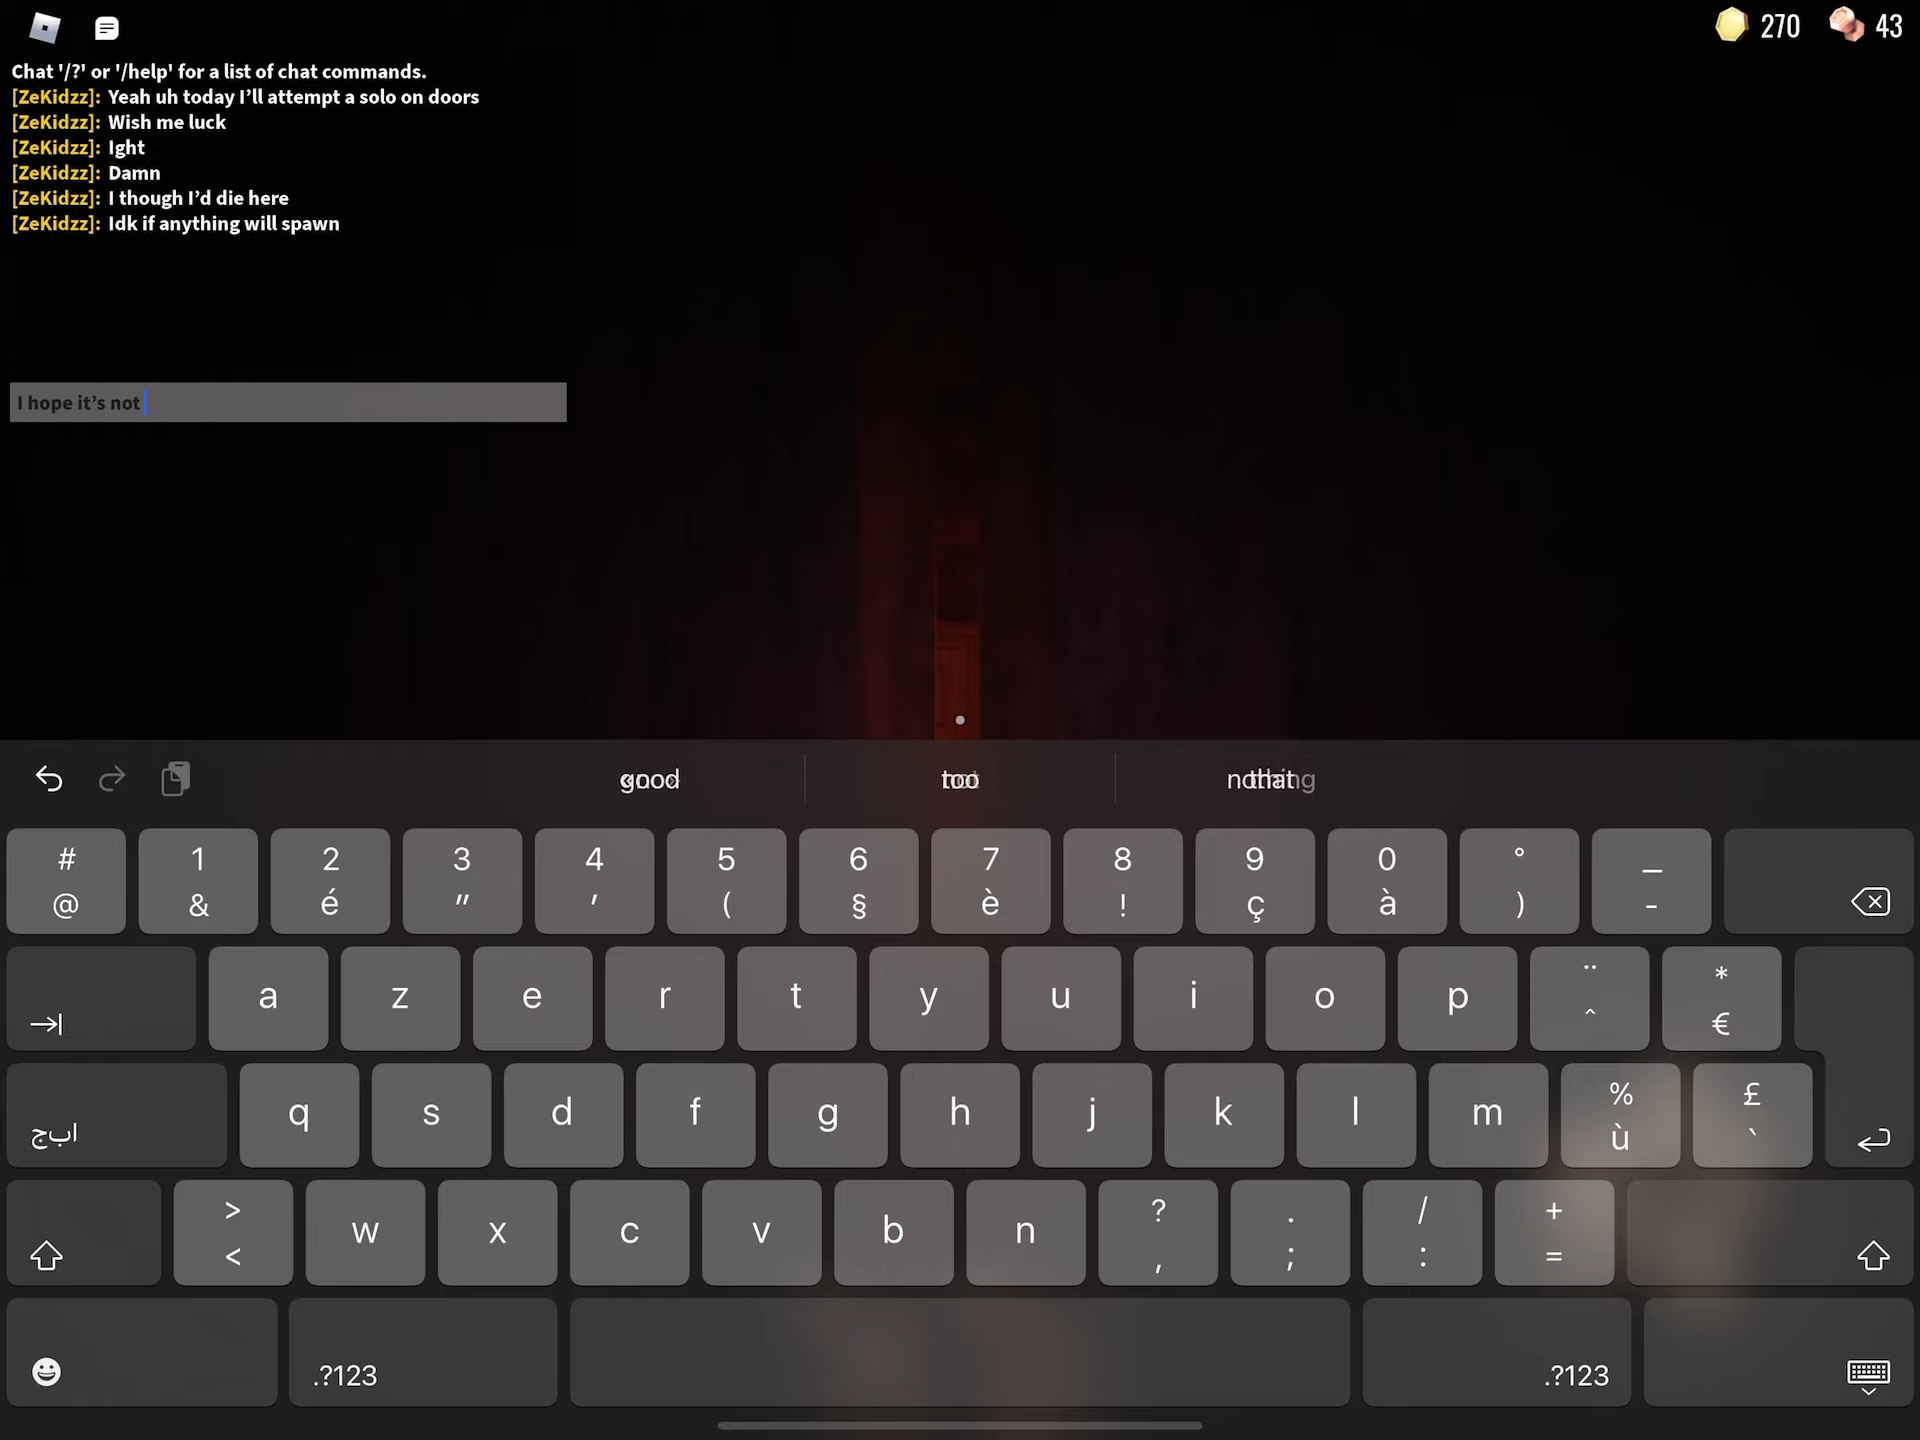 270 43
Chat '/?' or '/help' for a list of chat commands.
[ZeKidzz]: Yeah uh today I’ll attempt a solo on doors
[ZeKidzz]: Wish me luck
[ZeKidzz]: Ight
[ZeKidzz]: Damn
[ZeKidzz]: I though I’d die here
[ZeKidzz]: Idk if anything will spawn
I hope it’s not
good
# 1 2 3 4 5 6 7 8 9 0 ° _
@ & é " ' ( § è ! ç à ) -
a z e r t y u i o p ¨ ^ * €
ابج q s d f g h j k l m % ù £ `
> < w x c v b n ? , . ; / : + =
.?123 .?123